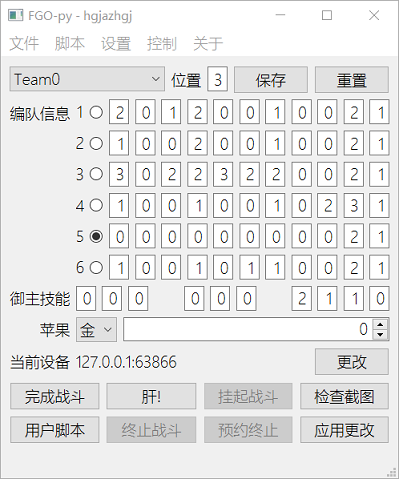 FGO-py - hgjazhgj
文件 脚本 设置 控制 关于
Team0 位置 3 保存 重置
编队信息 1 2 0 1 2 0 0 1 0 0 2 1
2 1 0 0 2 0 0 1 0 0 2 1
3 3 0 2 2 3 2 2 0 0 2 1
4 1 0 0 1 0 0 1 0 2 3 1
5 0 0 0 0 0 0 0 0 0 2 1
6 1 0 0 1 0 1 1 0 0 2 1
御主技能 0 0 0 0 0 0 2 1 1 0
苹果 金 0
当前设备 127.0.0.1:63866 更改
完成战斗 肝! 挂起战斗 检查截图
用户脚本 终止战斗 预约终止 应用更改